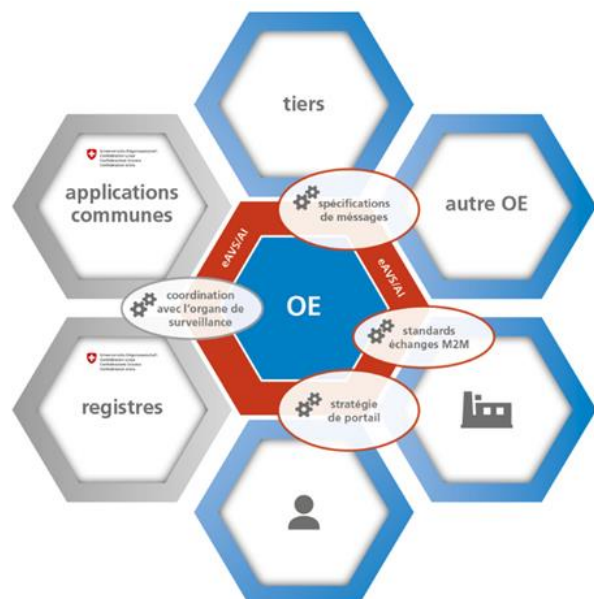 tiers
applications
communes
autre OE
spécifications
de méssages
eAVS/AI
eAVS/AI
OE
coordination
avec l'organe de
surveillance
standards
échanges M2M
registres
stratégie
de portail